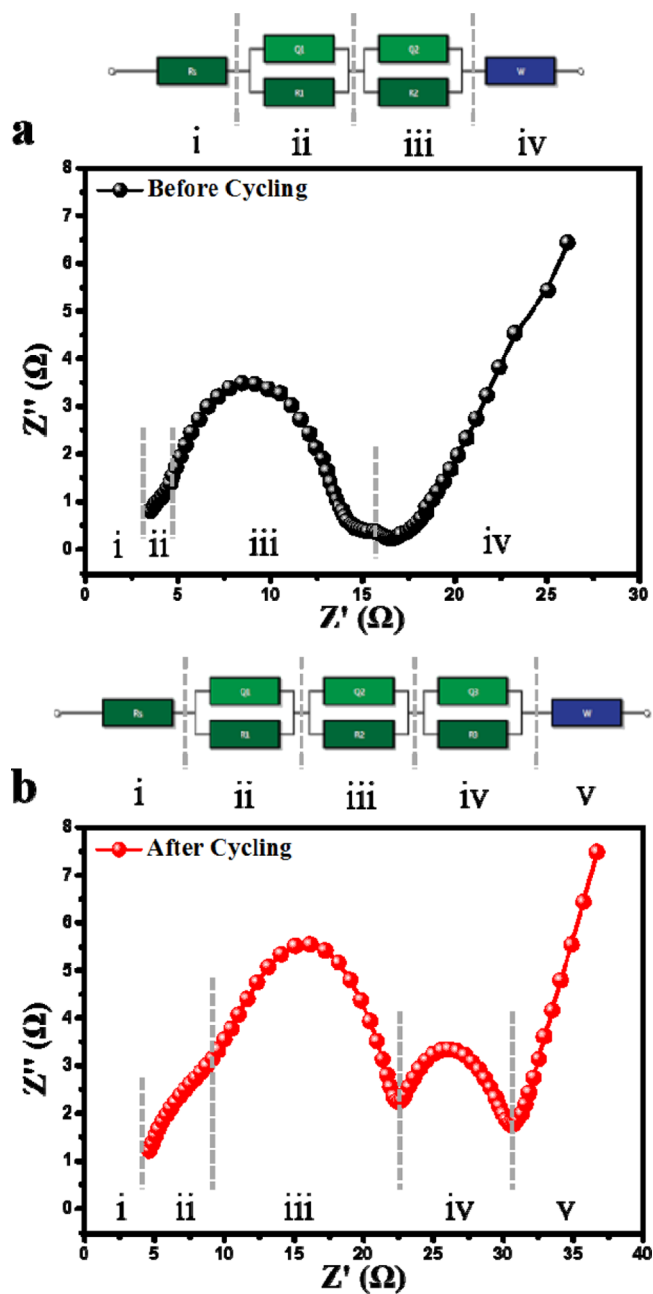 Rs Q1 R1 Q2 R2 W
a i ii iii iv
Before Cycling
Z'' (Ω)
8
7
6
5
4
3
2
1
0
i ii iii iv
0 5 10 15 20 25 30
Z' (Ω)
Rs Q1 R1 Q2 R2 Q3 R3 W
b i ii iii iv v
After Cycling
Z'' (Ω)
8
7
6
5
4
3
2
1
0
i ii iii iv v
0 5 10 15 20 25 30 35 40
Z' (Ω)